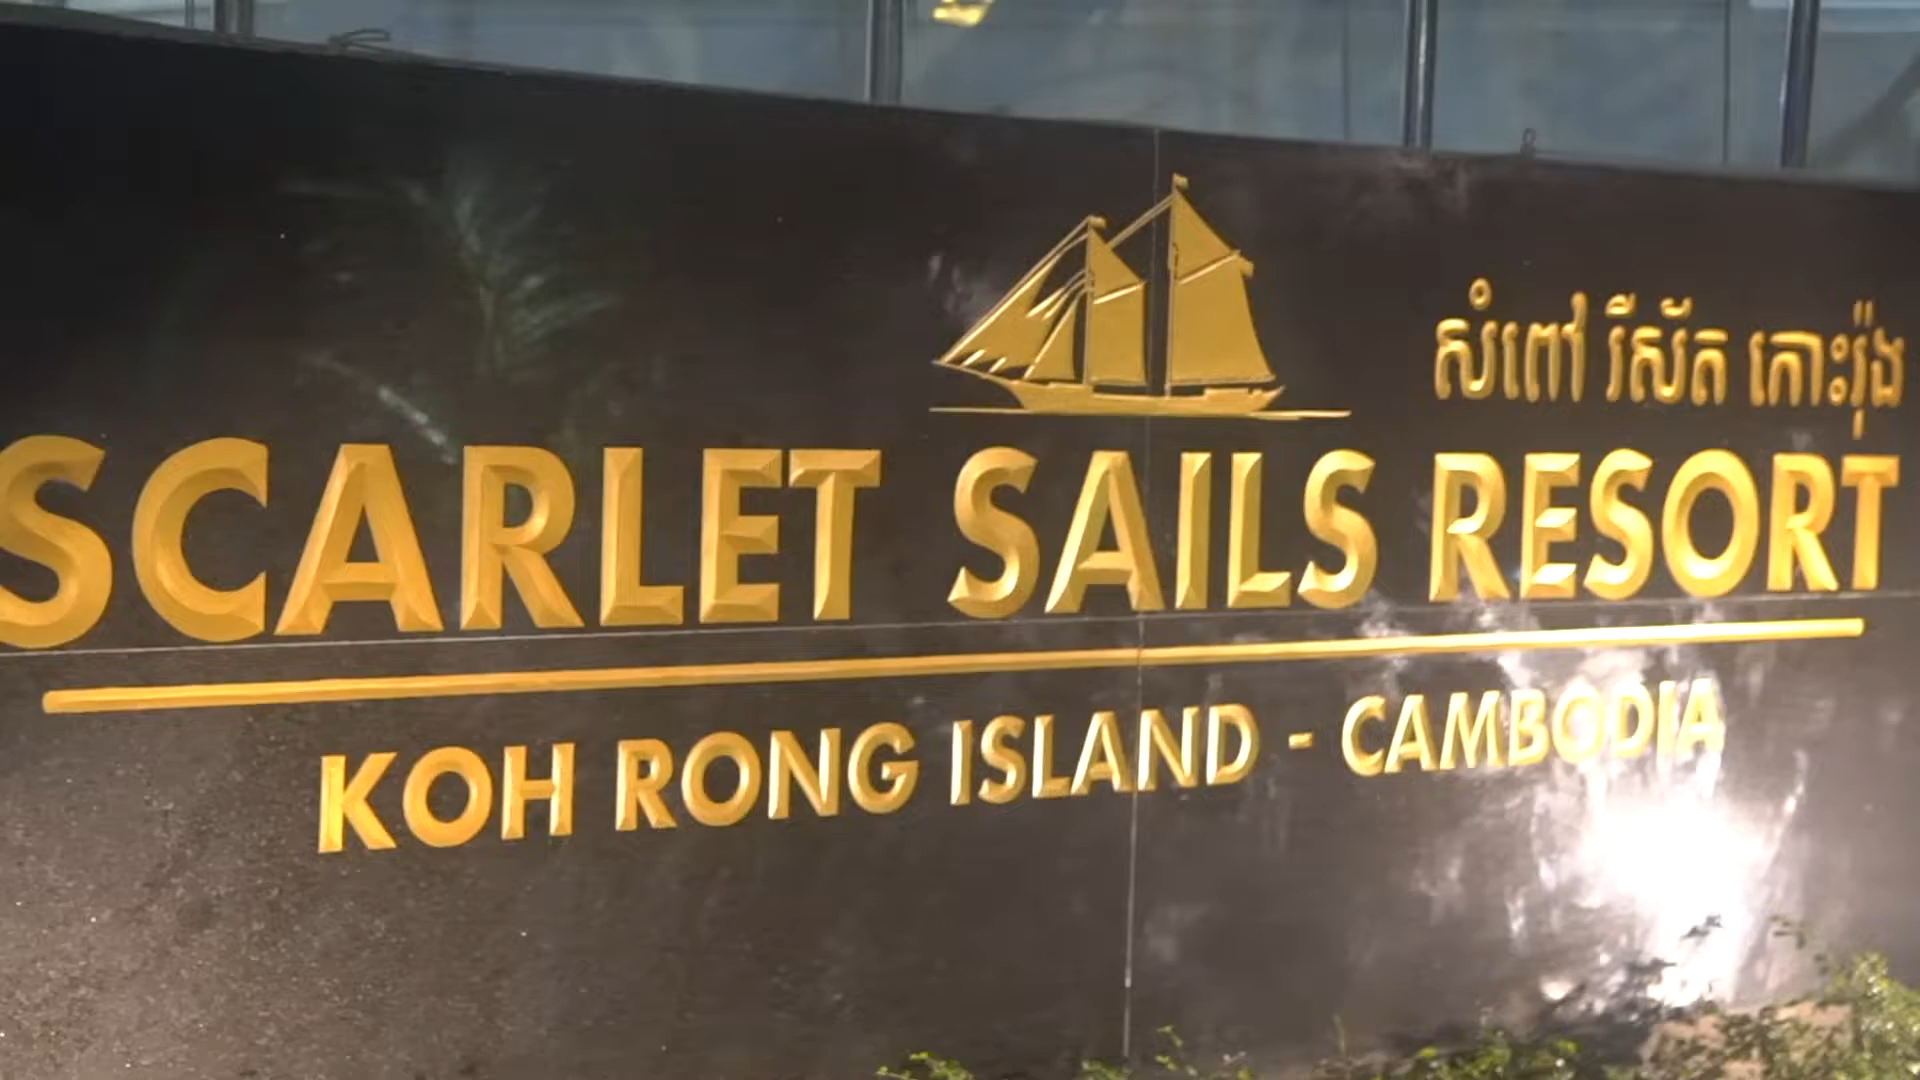 សំពៅ រីស័ត កោះរ៉ុង
SCARLET SAILS RESORT
KOH RONG ISLAND - CAMBODIA